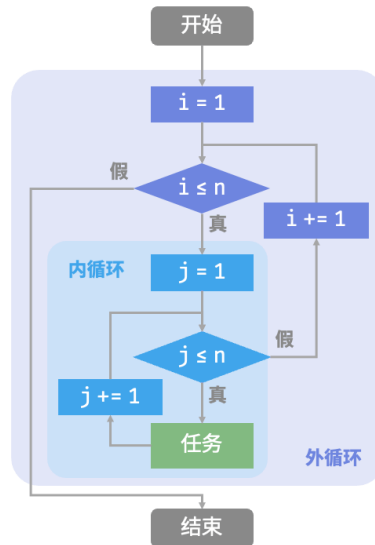 开始
i = 1
假
i ≤ n
真
i += 1
内循环
j = 1
j ≤ n
假
j += 1
真
任务
外循环
结束